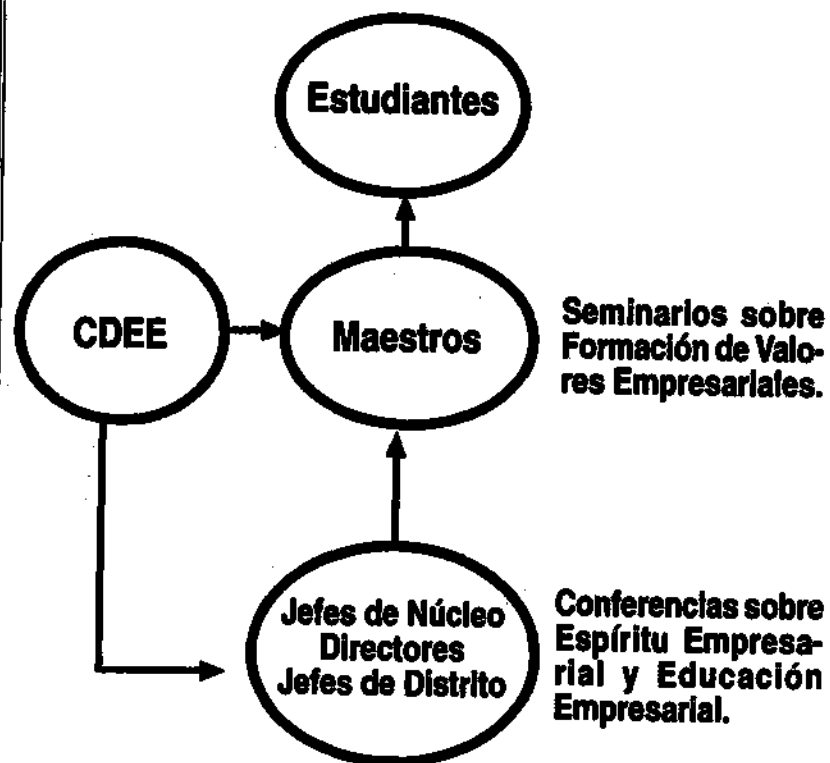 Estudiantes
CDEE
Maestros
Seminarios sobre
Formación de Valo-
res Empresariales.
Jefes de Núcleo
Directores
Jefes de Distrito
Conferencias sobre
Espíritu Empresa-
rial y Educación
Empresarial.